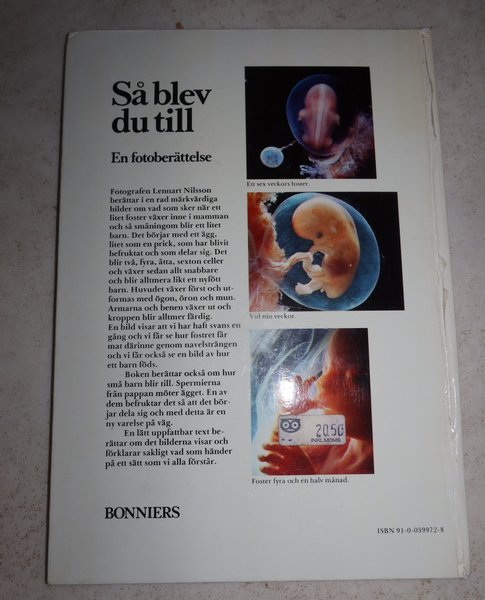 Så blev
du till
En fotoberättelse
Fotografen Lennart Nilsson
berättar i en rad märkvärdiga
bilder om vad som sker när ett
litet foster växer inne i mamman
och så småningom blir ett litet
barn. Det börjar med ett ägg,
litet som en prick, som har blivit
befruktat och som delar sig. Det
blir två, fyra, åtta, sexton celler
och växer sedan allt snabbare
och blir alltmera likt ett nyfött
barn. Huvudet växer först och ut-
formas med ögon, öron och mun.
Armarna och benen växer ut och
kroppen blir alltmer färdig.
En bild visar att vi har haft svans en
gång och vi får se hur fostret får
mat därinne genom navelsträngen
och vi får också se en bild av hur
ett barn föds.
Boken berättar också om hur
små barn blir till. Spermierna
från pappan möter ägget. En av
dem befruktar det så att det bör-
jar dela sig och med detta är en
ny varelse på väg.
En lätt uppfattbar text be-
rättar om det bilderna visar och
förklarar sakligt vad som händer
på ett sätt som vi alla förstår.
BONNIERS
Ett sex veckors foster.
Vid nio veckor.
20.50
INKL.MOMS
Foster fyra och en halv månad.
ISBN 91-0-039972-8